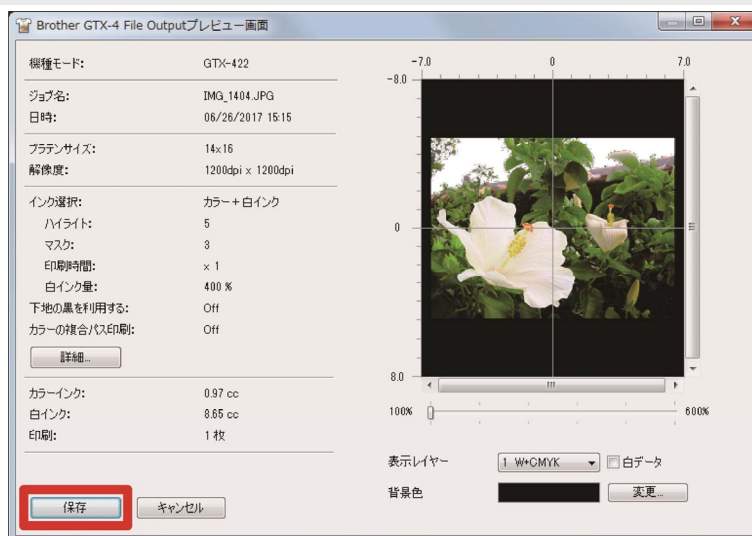 Brother GTX-4 File Outputプレビュー画面
機種モード: GTX-422
ジョブ名: IMG_1404.JPG
日時: 06/26/2017 15:15
プラテンサイズ: 14×16
解像度: 1200dpi × 1200dpi
インク選択: カラー+白インク
ハイライト: 5
マスク: 3
印刷時間: × 1
白インク量: 400 %
下地の黒を利用する: Off
カラーの複合パス印刷: Off
詳細...
カラーインク: 0.97 cc
白インク: 8.65 cc
印刷: 1 枚
保存 キャンセル
-7.0 0 7.0
-8.0
0
8.0
100% 600%
表示レイヤー 1 W+CMYK 白データ
背景色 変更...